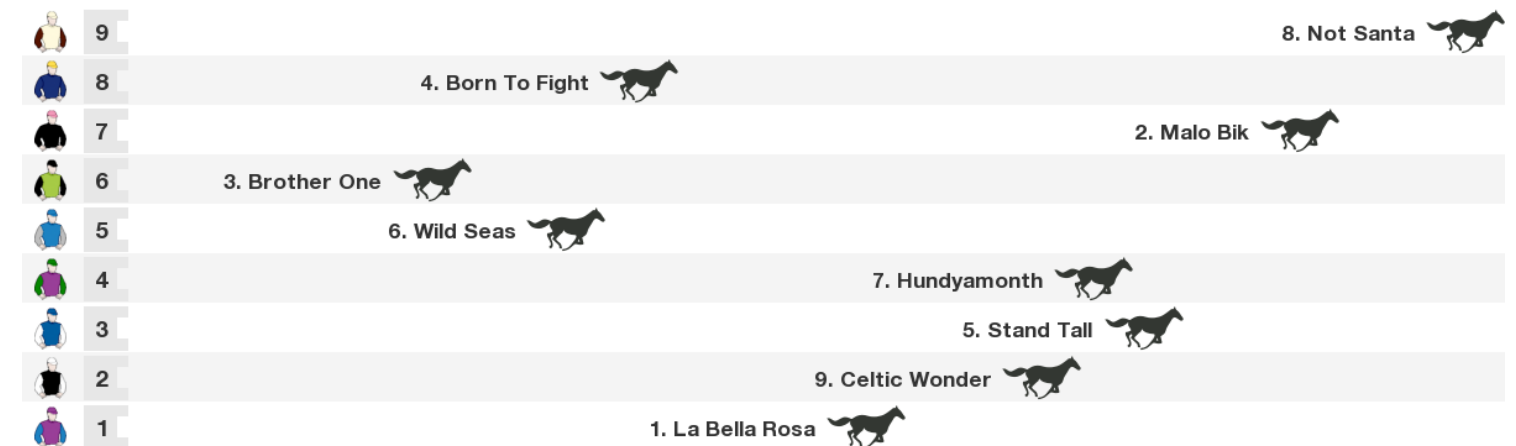 9 8. Not Santa
8 4. Born To Fight
7 2. Malo Bik
6 3. Brother One
5 6. Wild Seas
4 7. Hundyamonth
3 5. Stand Tall
2 9. Celtic Wonder
1 1. La Bella Rosa